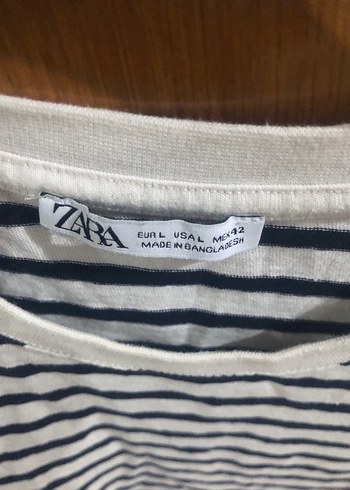 ZARA
EUR L USA L MEX 42
MADE IN BANGLADESH